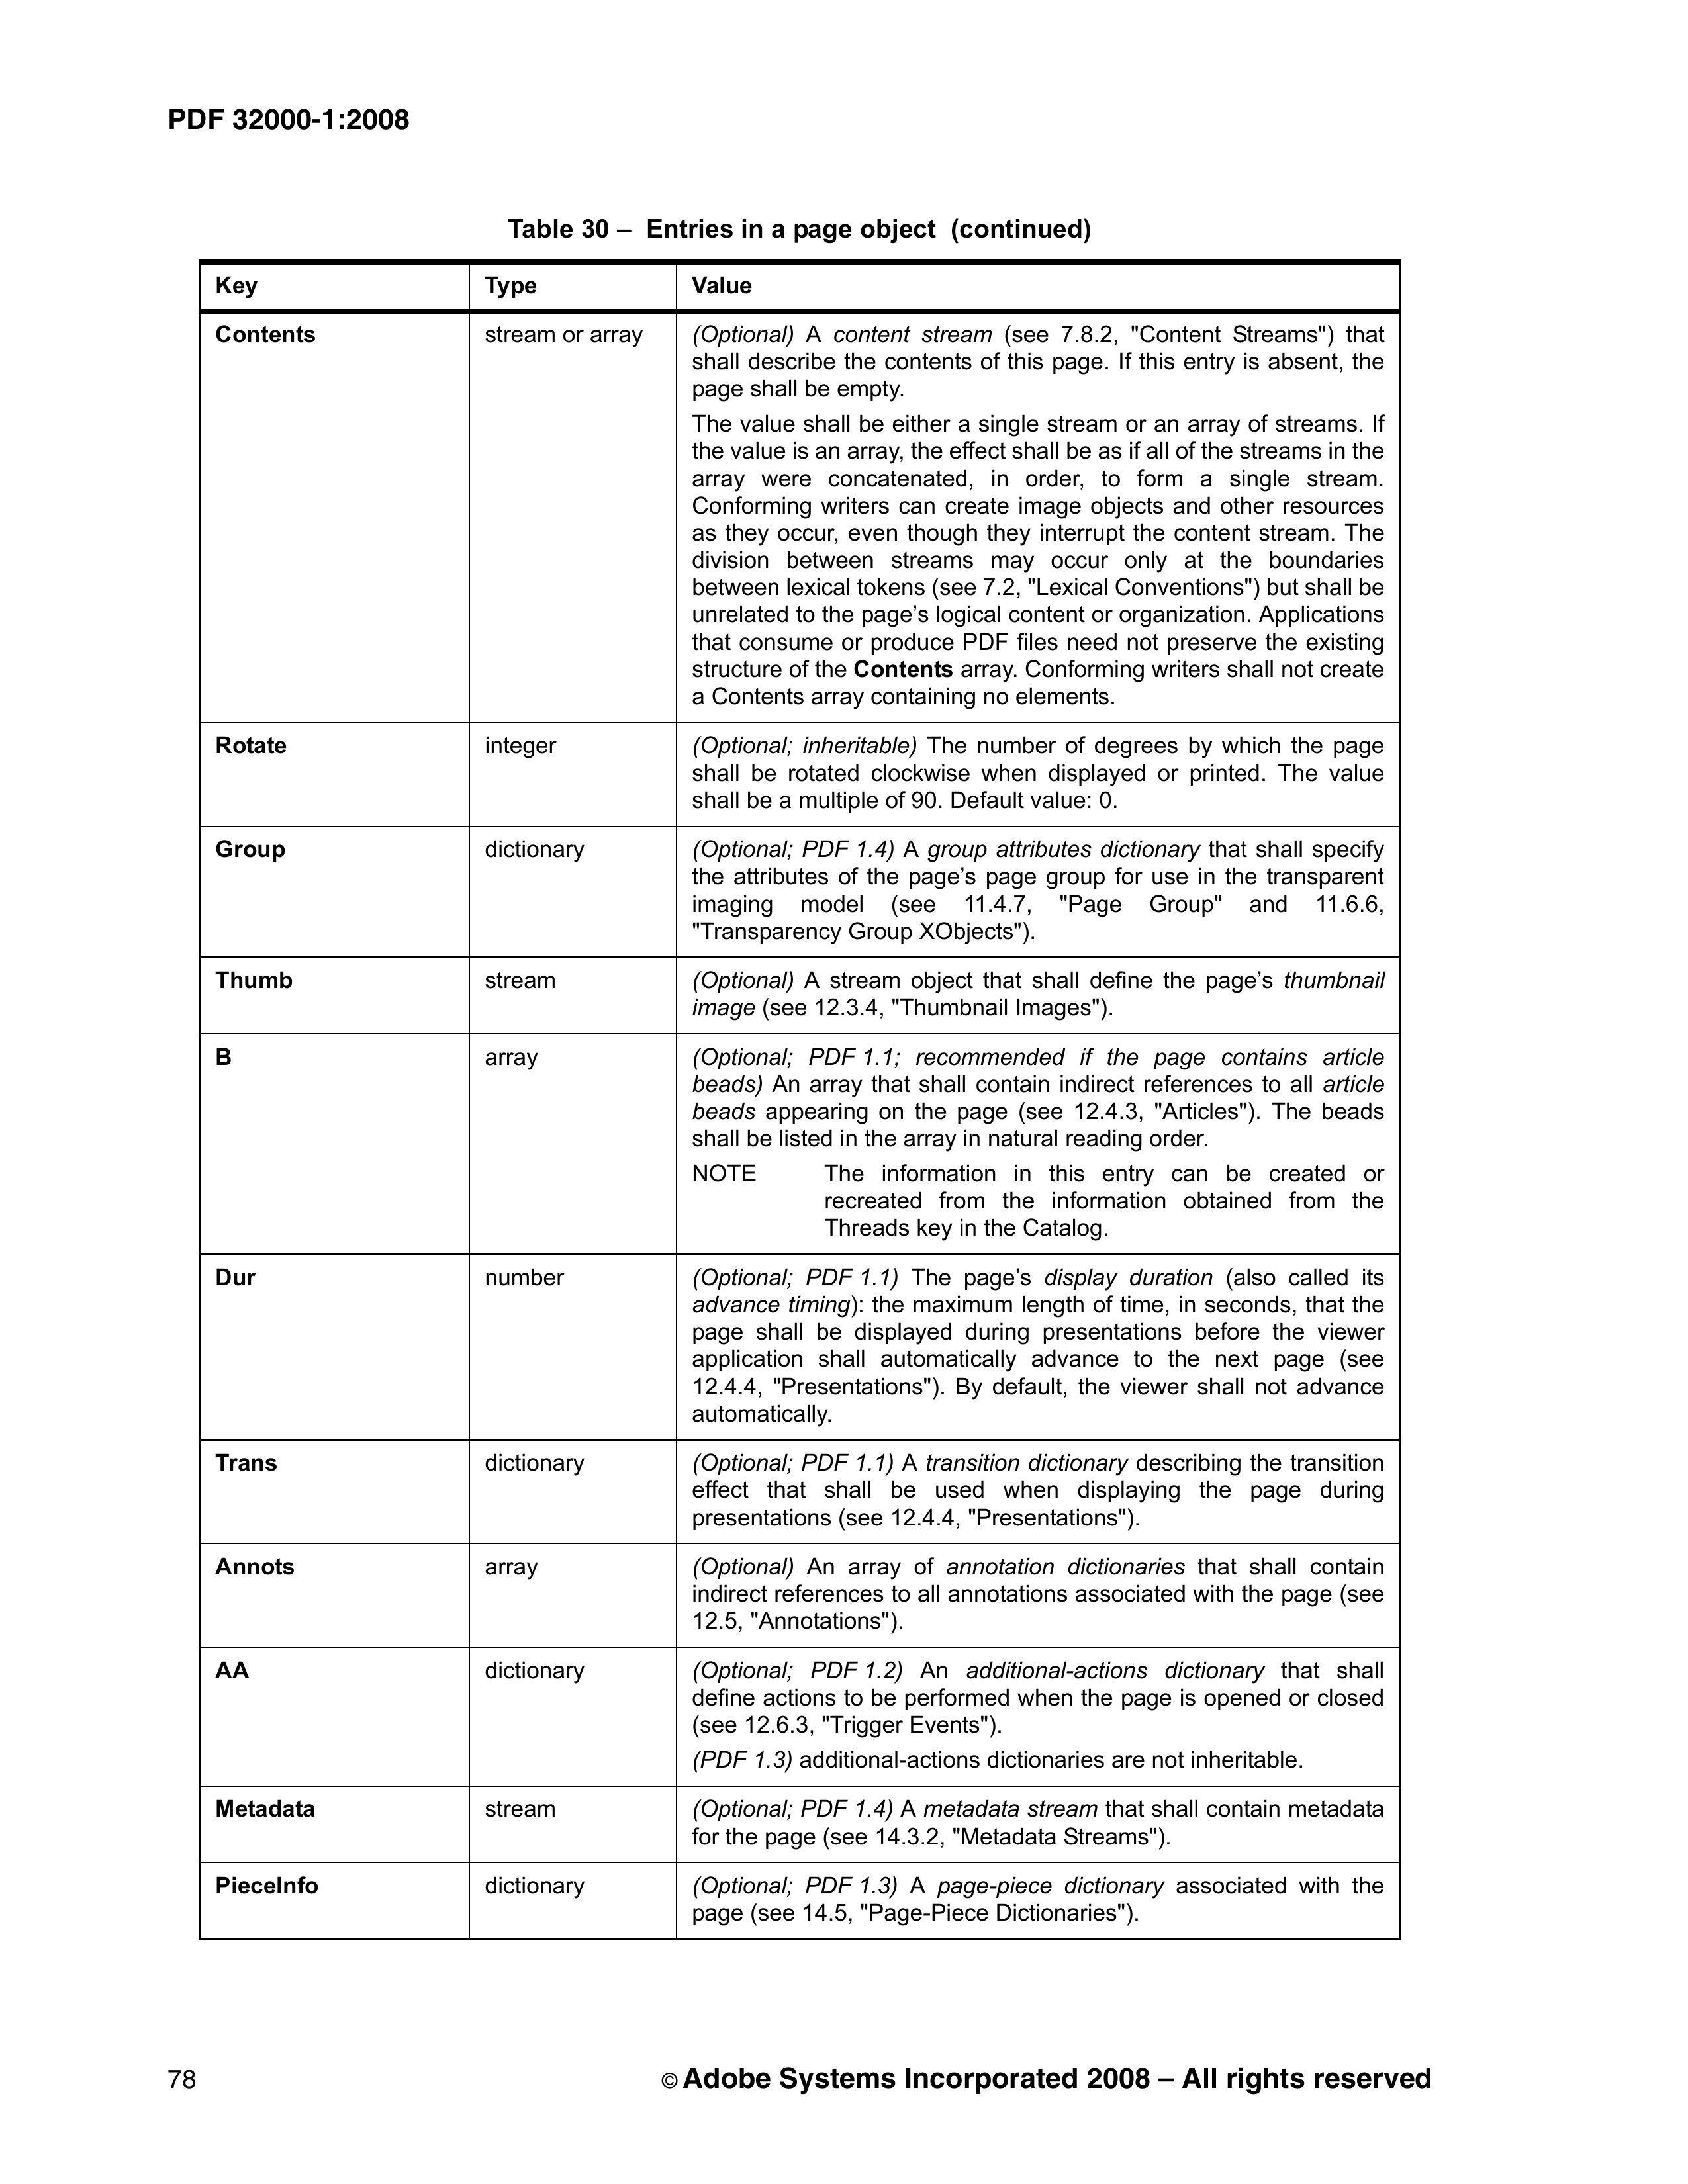 PDF 32000-1:2008
Table 30 – Entries in a page object (continued)
Key Type Value
Contents stream or array (Optional) A content stream (see 7.8.2, "Content Streams") that
shall describe the contents of this page. If this entry is absent, the
page shall be empty.
The value shall be either a single stream or an array of streams. If
the value is an array, the effect shall be as if all of the streams in the
array were concatenated, in order, to form a single stream.
Conforming writers can create image objects and other resources
as they occur, even though they interrupt the content stream. The
division between streams may occur only at the boundaries
between lexical tokens (see 7.2, "Lexical Conventions") but shall be
unrelated to the page’s logical content or organization. Applications
that consume or produce PDF files need not preserve the existing
structure of the Contents array. Conforming writers shall not create
a Contents array containing no elements.
Rotate integer (Optional; inheritable) The number of degrees by which the page
shall be rotated clockwise when displayed or printed. The value
shall be a multiple of 90. Default value: 0.
Group dictionary (Optional; PDF 1.4) A group attributes dictionary that shall specify
the attributes of the page’s page group for use in the transparent
imaging model (see 11.4.7, "Page Group" and 11.6.6,
"Transparency Group XObjects").
Thumb stream (Optional) A stream object that shall define the page’s thumbnail
image (see 12.3.4, "Thumbnail Images").
B array (Optional; PDF 1.1; recommended if the page contains article
beads) An array that shall contain indirect references to all article
beads appearing on the page (see 12.4.3, "Articles"). The beads
shall be listed in the array in natural reading order.
NOTE The information in this entry can be created or
recreated from the information obtained from the
Threads key in the Catalog.
Dur number (Optional; PDF 1.1) The page’s display duration (also called its
advance timing): the maximum length of time, in seconds, that the
page shall be displayed during presentations before the viewer
application shall automatically advance to the next page (see
12.4.4, "Presentations"). By default, the viewer shall not advance
automatically.
Trans dictionary (Optional; PDF 1.1) A transition dictionary describing the transition
effect that shall be used when displaying the page during
presentations (see 12.4.4, "Presentations").
Annots array (Optional) An array of annotation dictionaries that shall contain
indirect references to all annotations associated with the page (see
12.5, "Annotations").
AA dictionary (Optional; PDF 1.2) An additional-actions dictionary that shall
define actions to be performed when the page is opened or closed
(see 12.6.3, "Trigger Events").
(PDF 1.3) additional-actions dictionaries are not inheritable.
Metadata stream (Optional; PDF 1.4) A metadata stream that shall contain metadata
for the page (see 14.3.2, "Metadata Streams").
PieceInfo dictionary (Optional; PDF 1.3) A page-piece dictionary associated with the
page (see 14.5, "Page-Piece Dictionaries").
78 © Adobe Systems Incorporated 2008 – All rights reserved